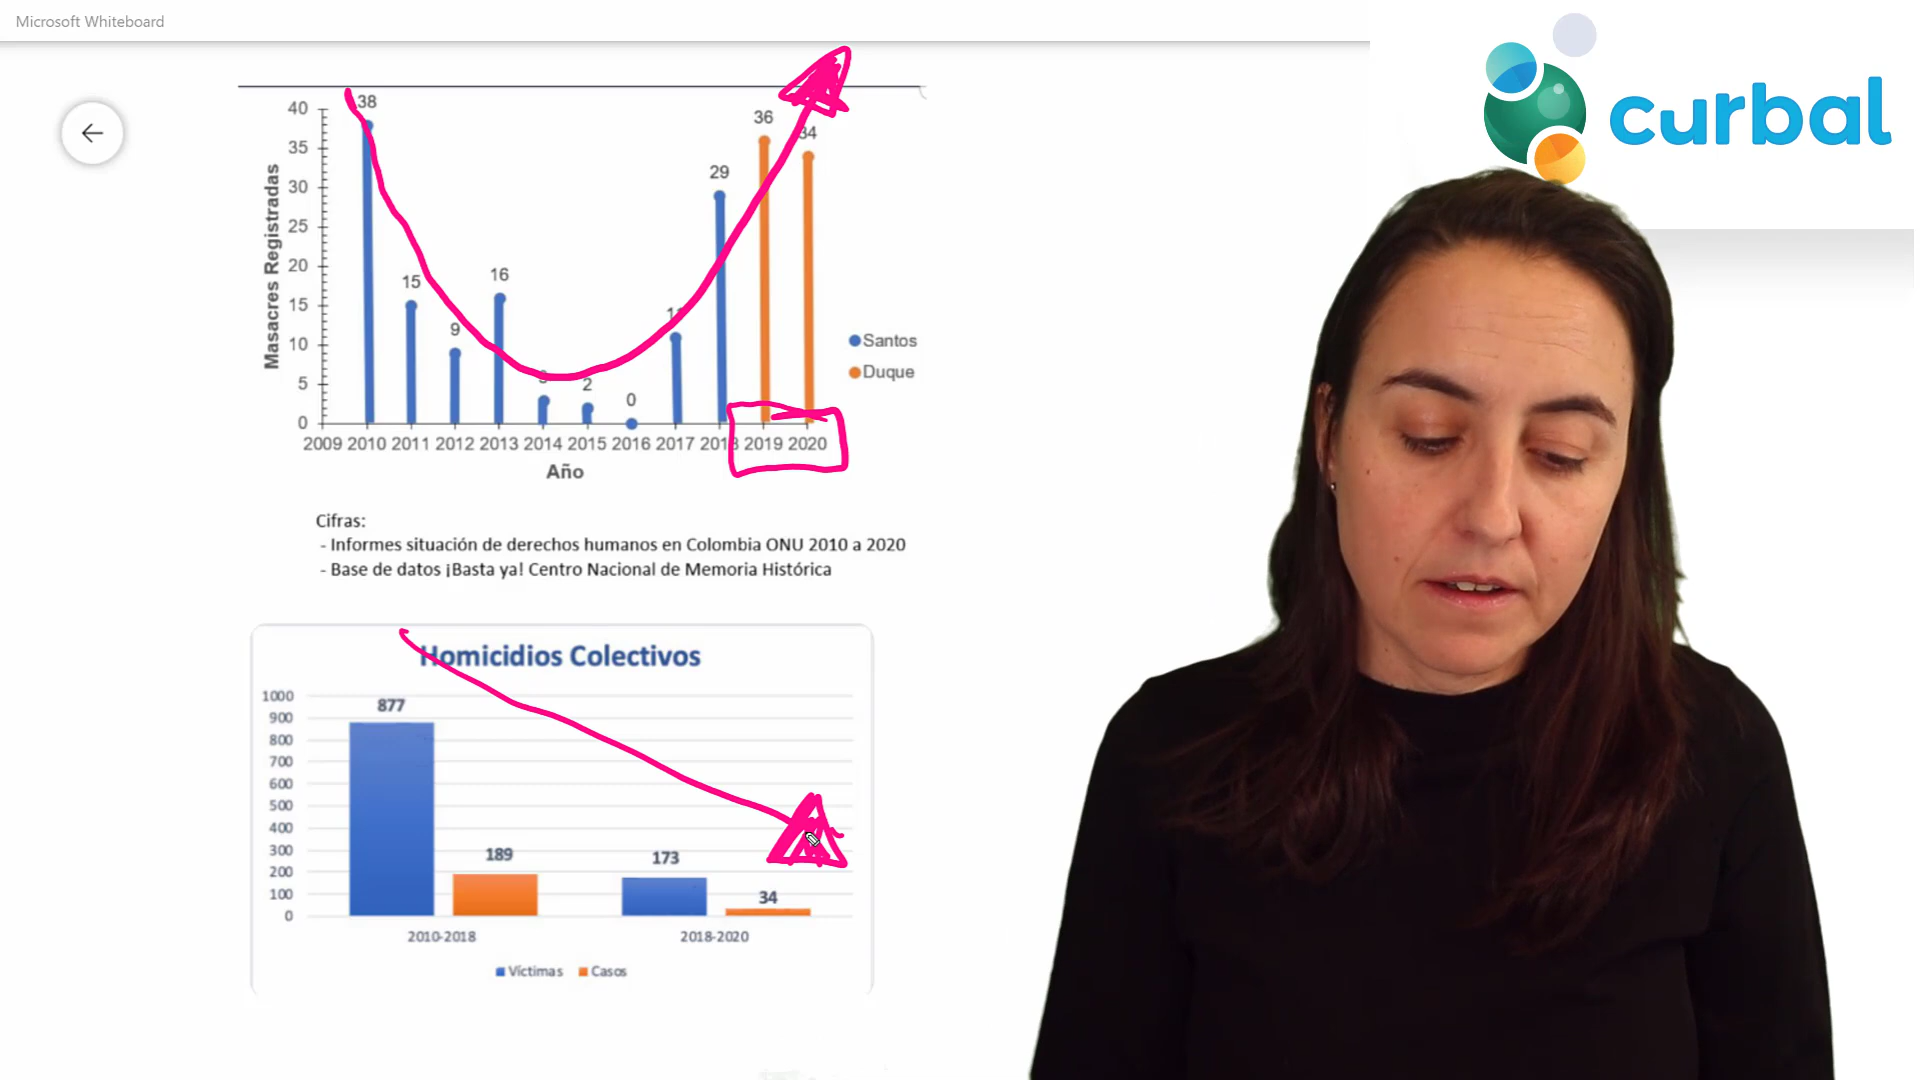 Microsoft Whiteboard
curbal
40
35
30
25
20
15
10
5
0
Masacres Registradas
38
15
9
16
2
0
29
36
34
2009 2010 2011 2012 2013 2014 2015 2016 2017 2018 2019 2020
Año
Santos
Duque
Cifras:
- Informes situación de derechos humanos en Colombia ONU 2010 a 2020
- Base de datos ¡Basta ya! Centro Nacional de Memoria Histórica
Homicidios Colectivos
1000
900
800
700
600
500
400
300
200
100
0
877
189
173
34
2010-2018 2018-2020
Víctimas Casos